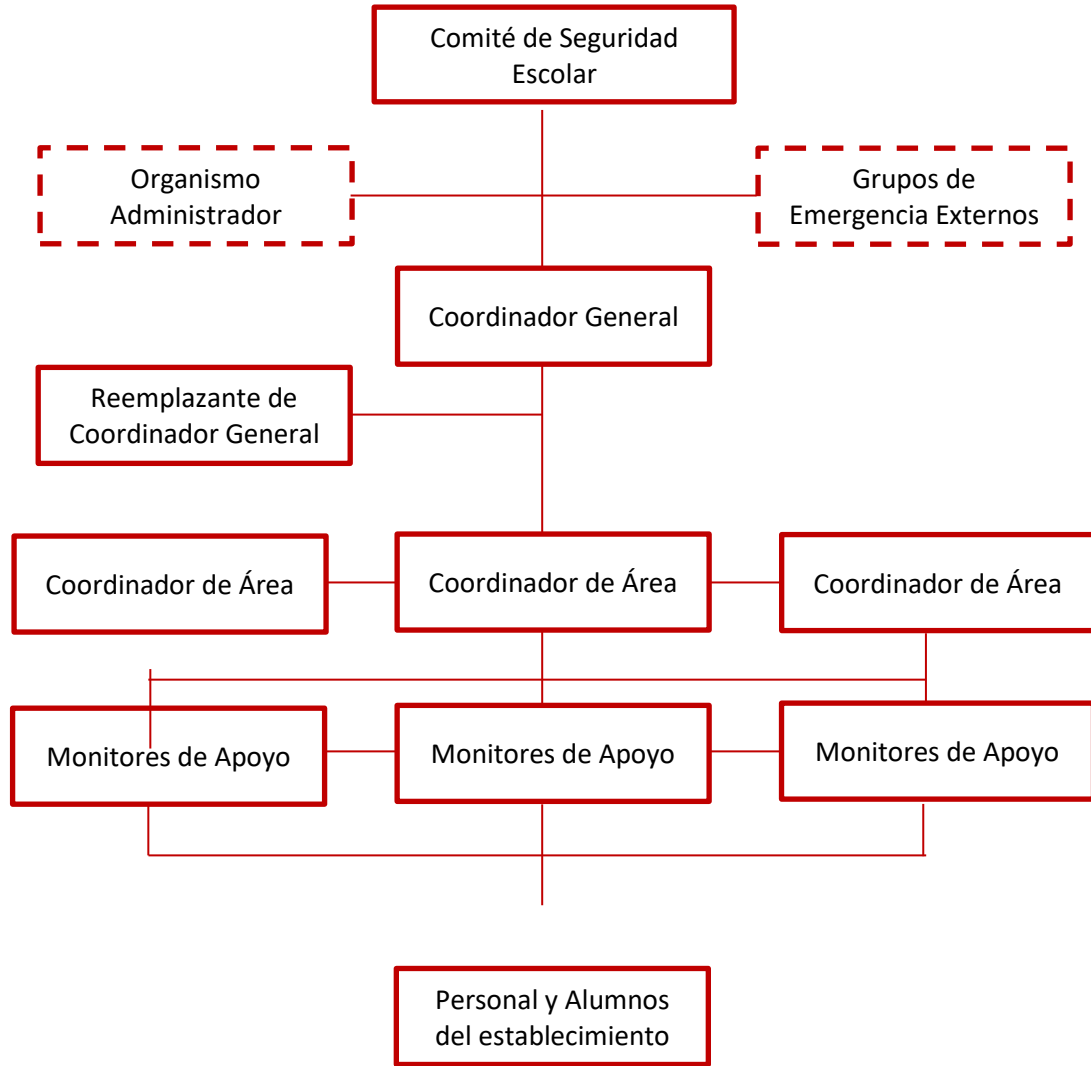 Comité de Seguridad
Escolar
Organismo
Administrador
Grupos de
Emergencia Externos
Coordinador General
Reemplazante de
Coordinador General
Coordinador de Área
Coordinador de Área
Coordinador de Área
Monitores de Apoyo
Monitores de Apoyo
Monitores de Apoyo
Personal y Alumnos
del establecimiento